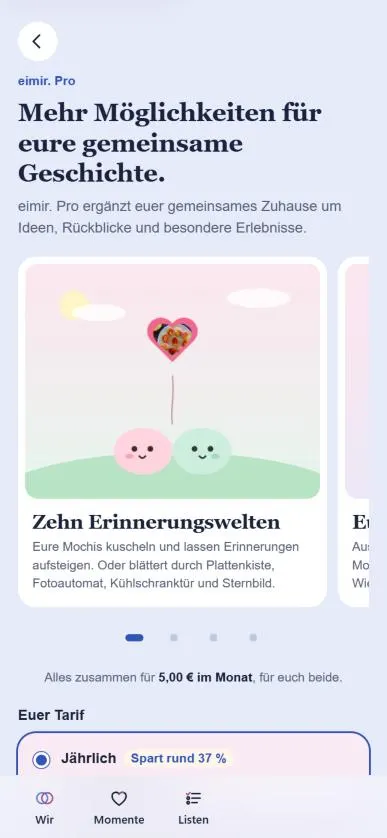 eimir. Pro
Mehr Möglichkeiten für
eure gemeinsame
Geschichte.
eimir. Pro ergänzt euer gemeinsames Zuhause um
Ideen, Rückblicke und besondere Erlebnisse.
Zehn Erinnerungswelten
Eure Mochis kuscheln und lassen Erinnerungen
aufsteigen. Oder blättert durch Plattenkiste,
Fotoautomat, Kühlschranktür und Sternbild.
Alles zusammen für 5,00 € im Monat, für euch beide.
Euer Tarif
Jährlich Spart rund 37 %
Wir Momente Listen